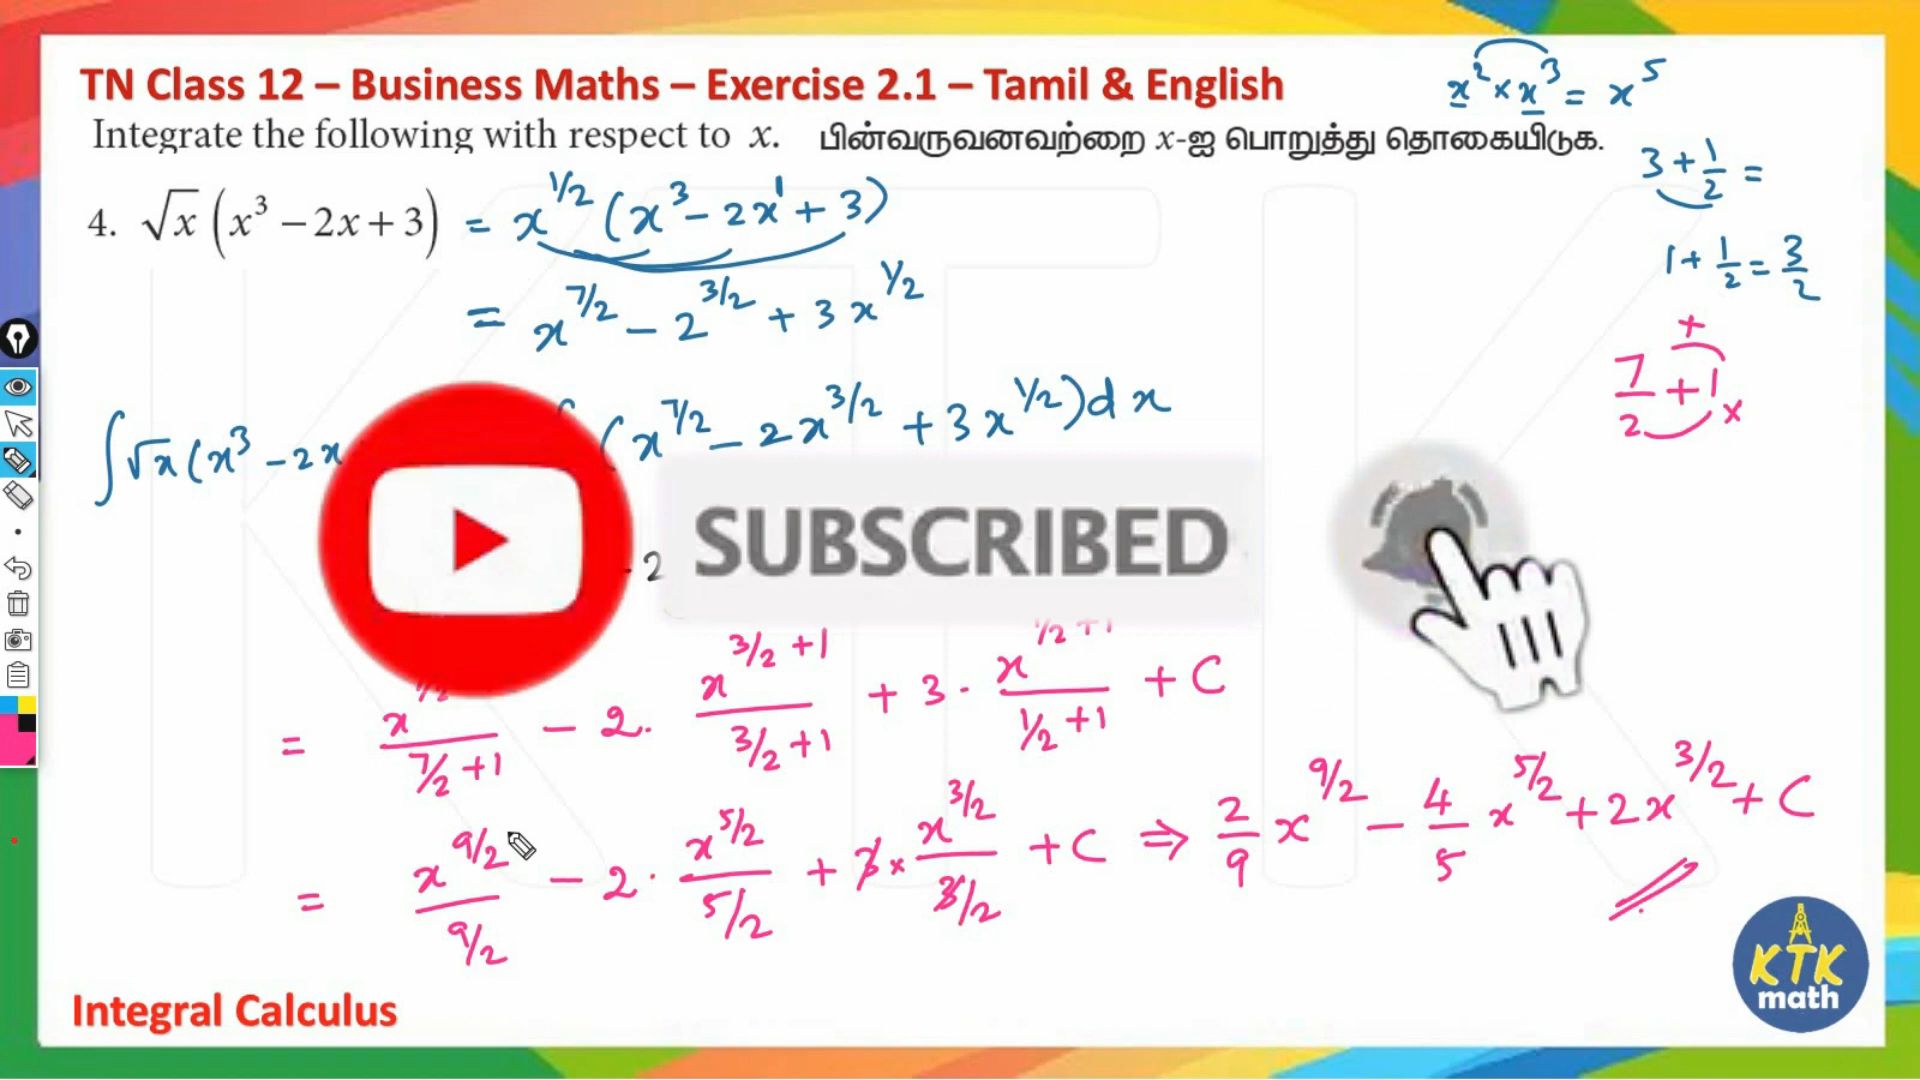 TN Class 12 – Business Maths – Exercise 2.1 – Tamil & English
x² × x³ = x⁵
Integrate the following with respect to x. பின்வருவனவற்றை x-ஐ பொறுத்து தொகையிடுக.
3 + 1/2 =
4. √x (x³ − 2x + 3) = x^1/2 (x³ − 2x¹ + 3)
1 + 1/2 = 3/2
= x^7/2 − 2^3/2 + 3x^1/2
7/2 + 1
+
×
∫√x (x³ − 2x
(x^7/2 − 2x^3/2 + 3x^1/2) dx
SUBSCRIBED
2
= x / 7/2 + 1 − 2 · x^3/2 + 1 / 3/2 + 1 + 3 · x^1/2 + 1 / 1/2 + 1 + C
= x^9/2 / 9/2 − 2 · x^5/2 / 5/2 + 3 × x^3/2 / 3/2 + C ⇒ 2/9 x^9/2 − 4/5 x^5/2 + 2x^3/2 + C
Integral Calculus
KTK
math